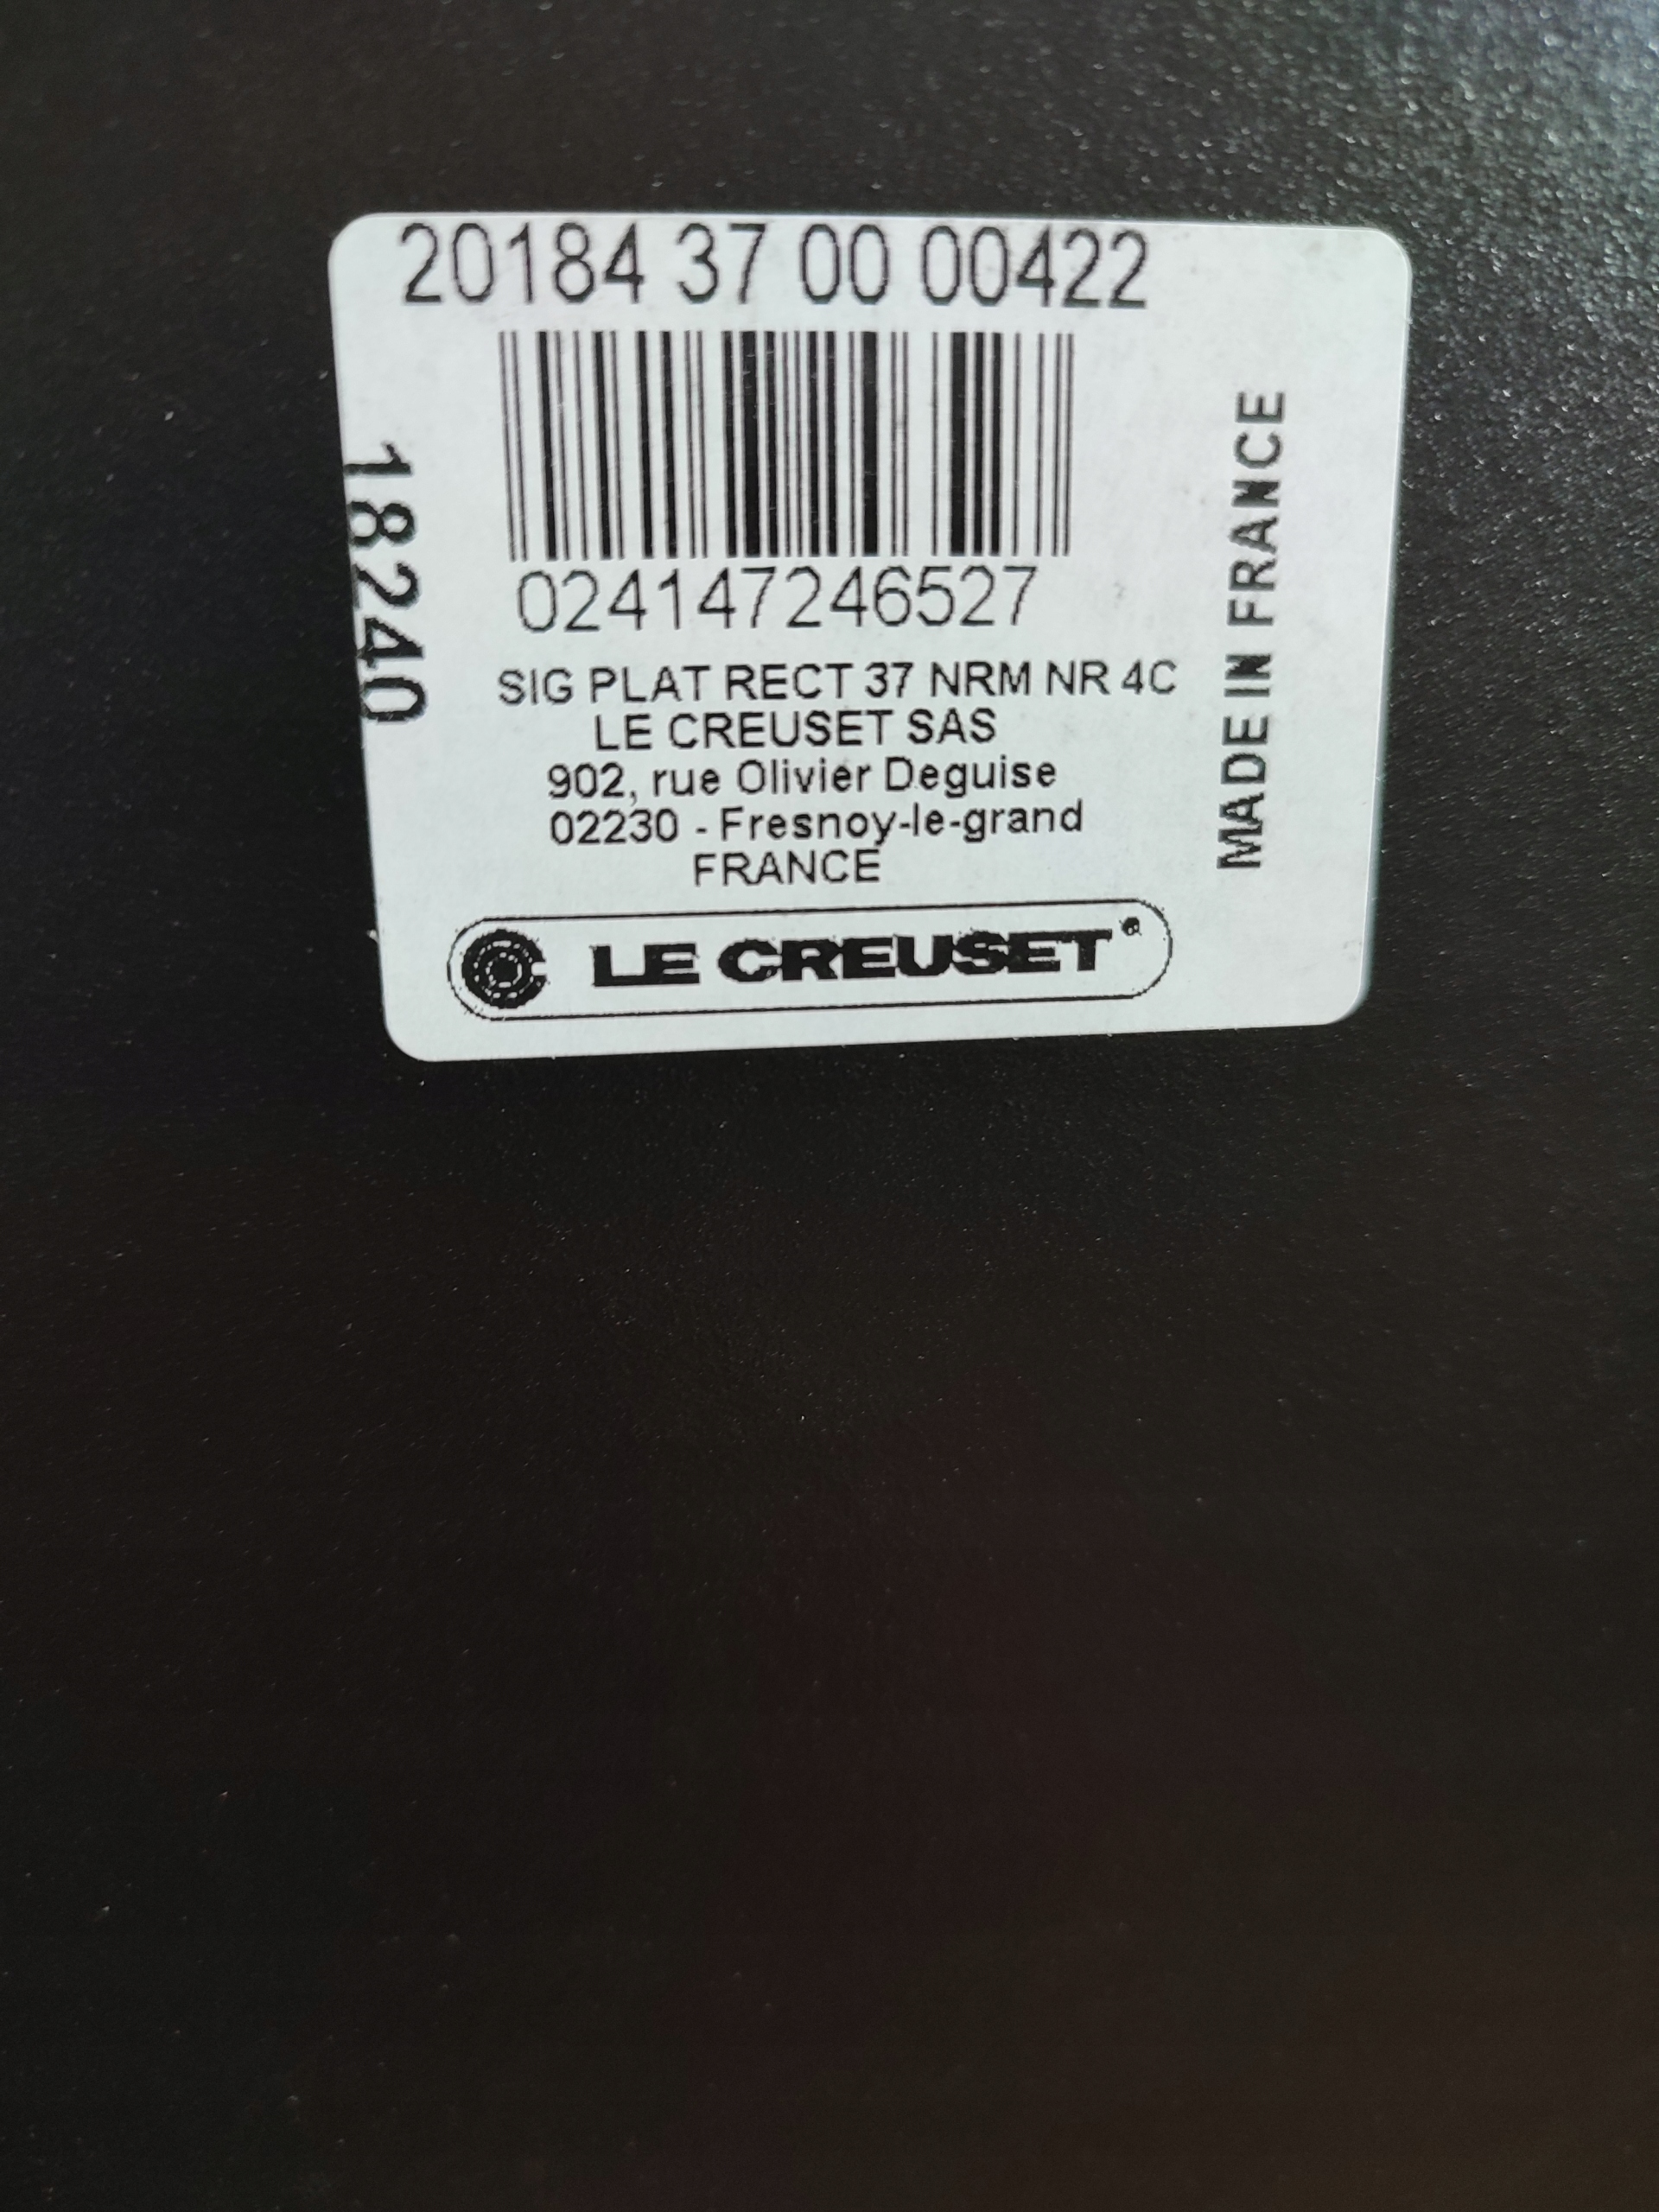 20184 37 00 00422
18240
024147246527
SIG PLAT RECT 37 NRM NR 4C
LE CREUSET SAS
902, rue Olivier Deguise
02230 - Fresnoy-le-grand
FRANCE
MADE IN FRANCE
LE CREUSET®